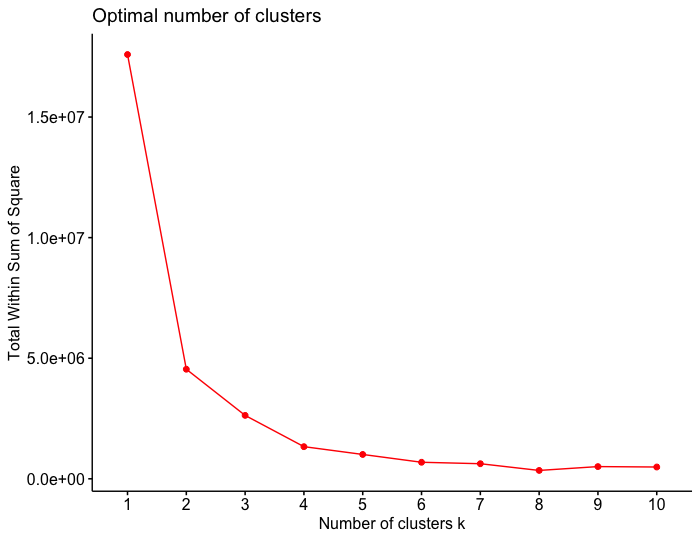 Optimal number of clusters
Total Within Sum of Square
1.5e+07
1.0e+07
5.0e+06
0.0e+00
1 2 3 4 5 6 7 8 9 10
Number of clusters k